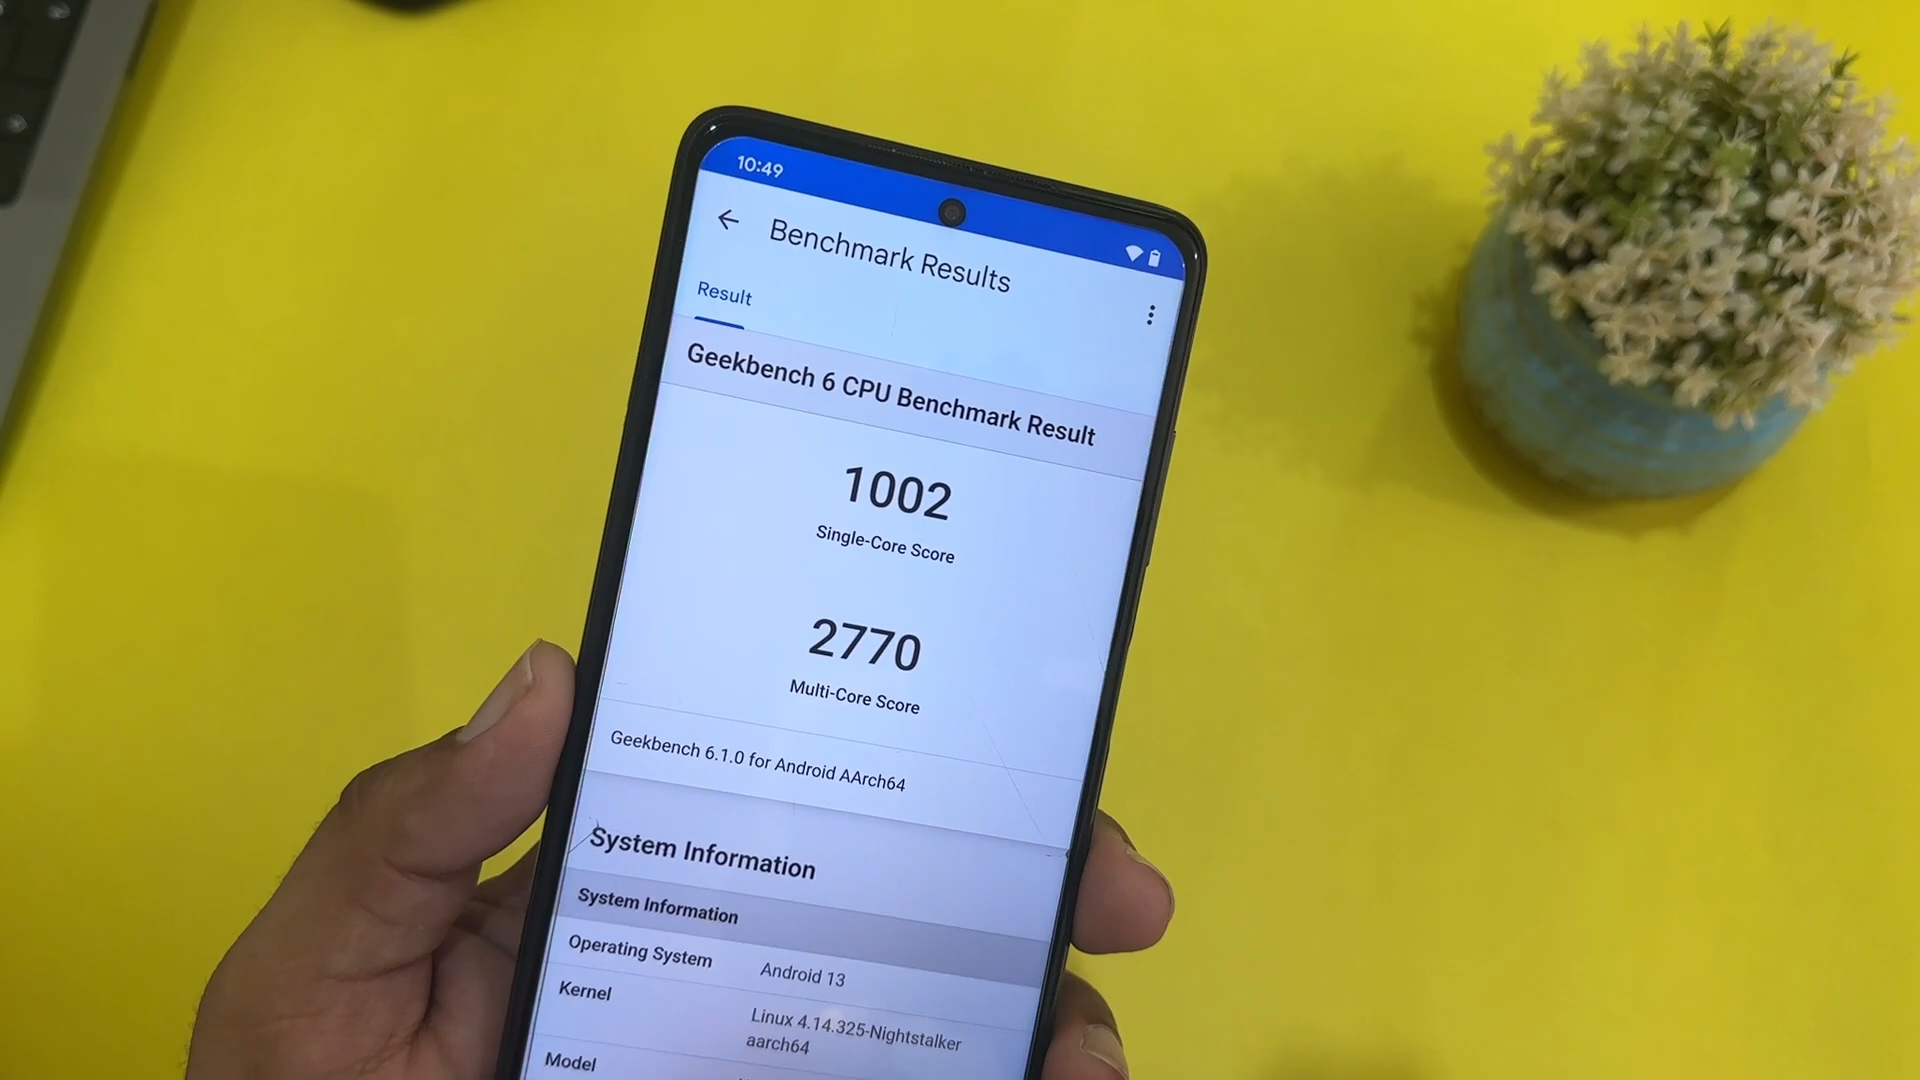 10:49
Benchmark Results
Result
Geekbench 6 CPU Benchmark Result
1002
Single-Core Score
2770
Multi-Core Score
Geekbench 6.1.0 for Android AArch64
System Information
System Information
Operating System Android 13
Kernel Linux 4.14.325-Nightstalker
aarch64
Model